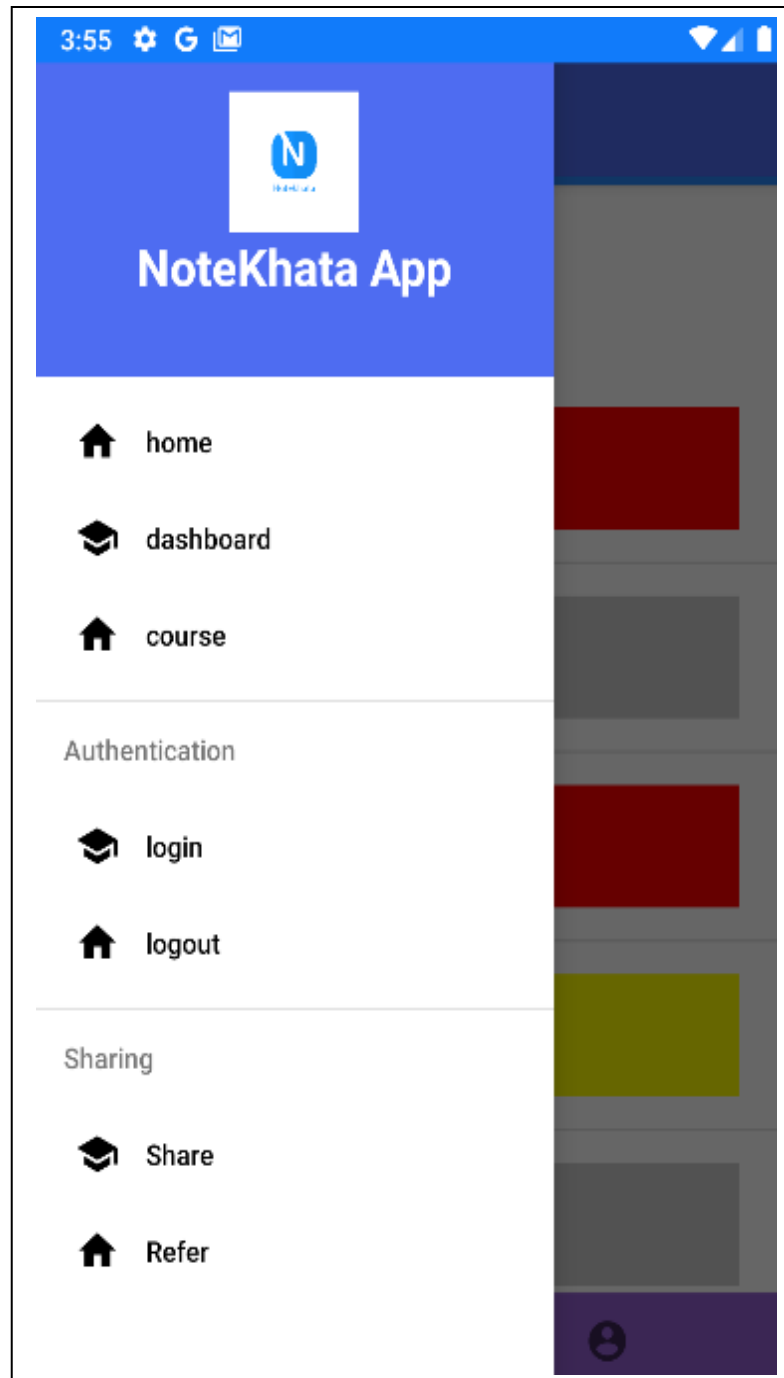 3:55 G
N
NoteKhata App
home
dashboard
course
Authentication
login
logout
Sharing
Share
Refer